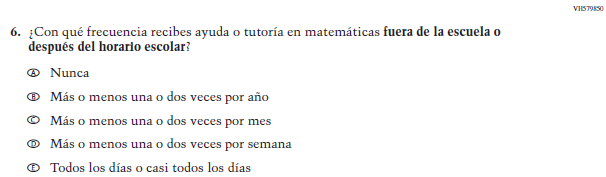 VH579850
6. ¿Con qué frecuencia recibes ayuda o tutoría en matemáticas fuera de la escuela o
después del horario escolar?
A Nunca
B Más o menos una o dos veces por año
C Más o menos una o dos veces por mes
D Más o menos una o dos veces por semana
E Todos los días o casi todos los días